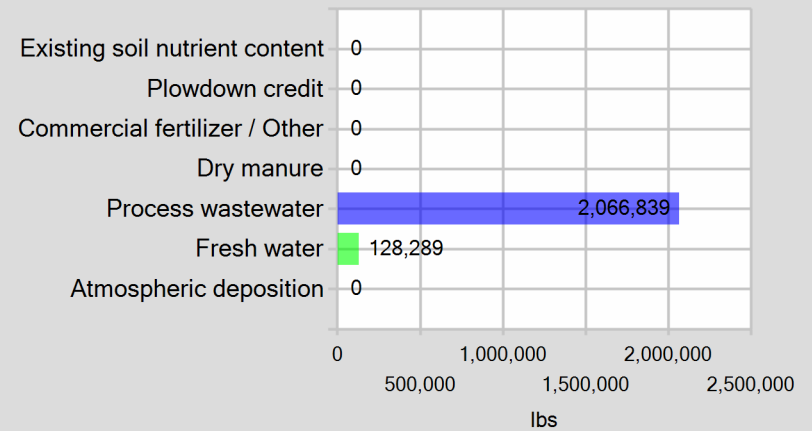 Existing soil nutrient content 0
Plowdown credit 0
Commercial fertilizer / Other 0
Dry manure 0
Process wastewater 2,066,839
Fresh water 128,289
Atmospheric deposition 0
0 1,000,000 2,000,000
500,000 1,500,000 2,500,000
lbs